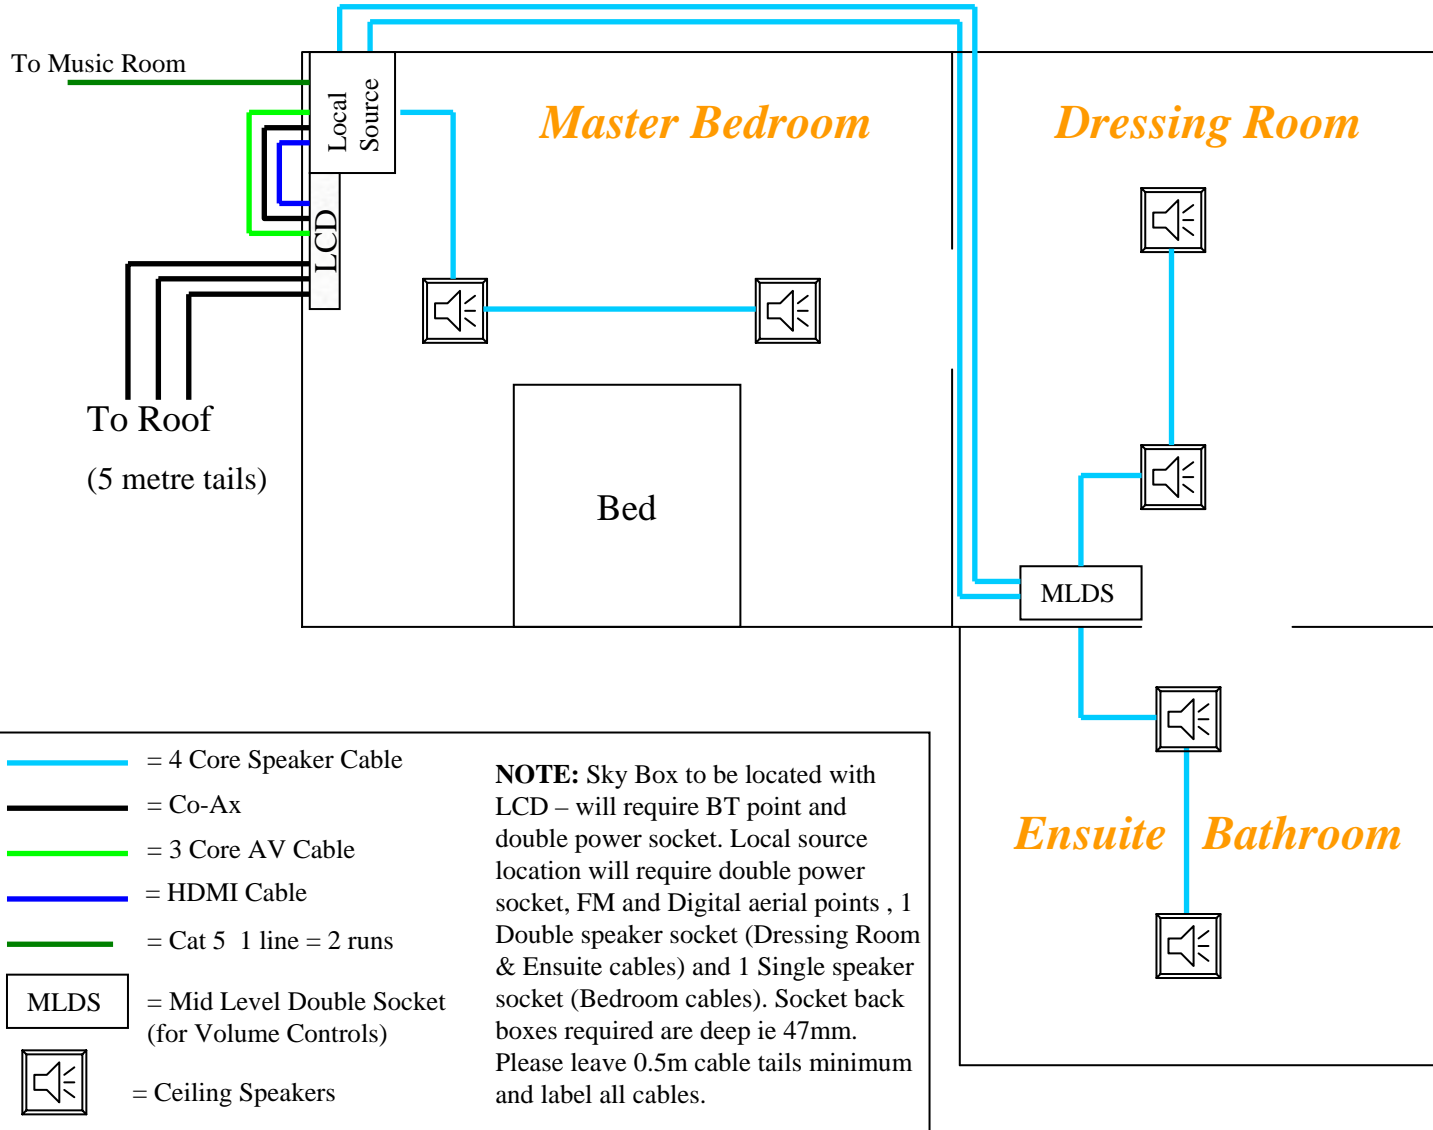 To Music Room
Local
Source
Master Bedroom
Dressing Room
LCD
To Roof
(5 metre tails)
Bed
MLDS
Ensuite Bathroom
= 4 Core Speaker Cable
= Co-Ax
= 3 Core AV Cable
= HDMI Cable
= Cat 5 1 line = 2 runs
MLDS
= Mid Level Double Socket
(for Volume Controls)
= Ceiling Speakers
NOTE: Sky Box to be located with
LCD – will require BT point and
double power socket. Local source
location will require double power
socket, FM and Digital aerial points , 1
Double speaker socket (Dressing Room
& Ensuite cables) and 1 Single speaker
socket (Bedroom cables). Socket back
boxes required are deep ie 47mm.
Please leave 0.5m cable tails minimum
and label all cables.